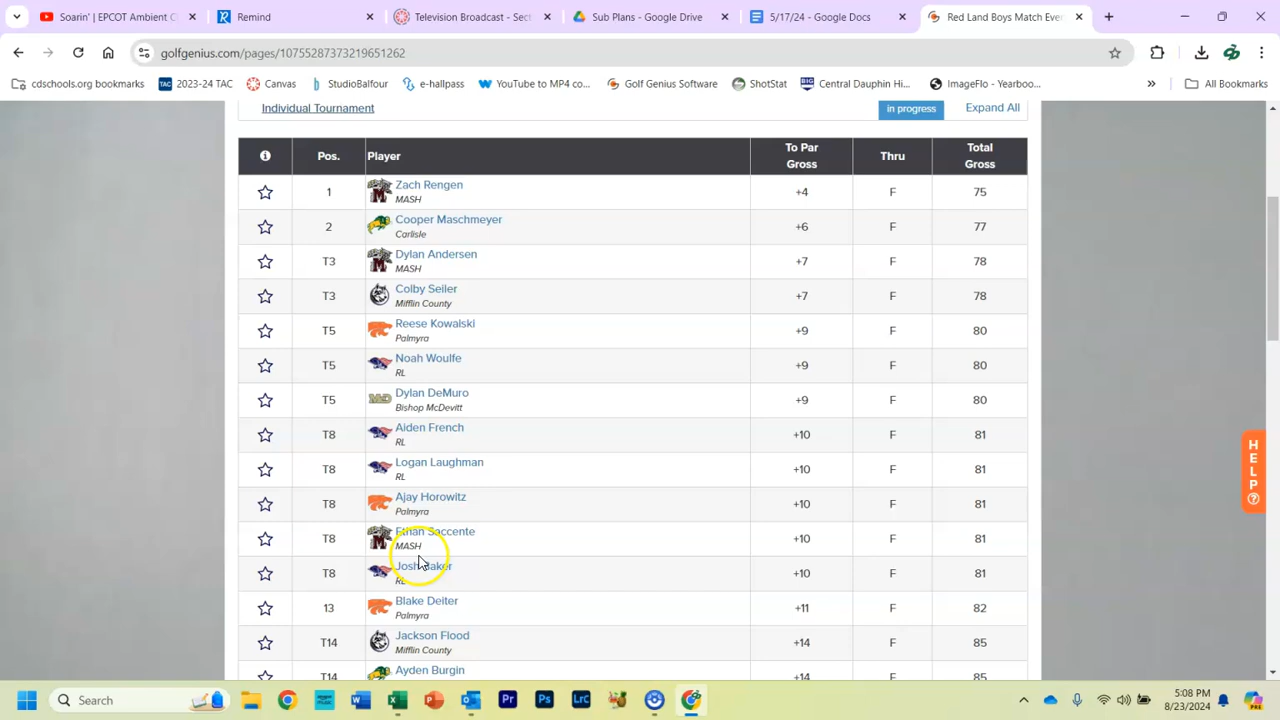 Soarin' | EPCOT Ambient C
Remind
Television Broadcast - Sect
Sub Plans - Google Drive
5/17/24 - Google Docs
Red Land Boys Match Even
golfgenius.com/pages/10755287373219651262
cdschools.org bookmarks
2023-24 TAC
Canvas
StudioBalfour
e-hallpass
YouTube to MP4 co...
Golf Genius Software
ShotStat
Central Dauphin Hi...
ImageFlo - Yearboo...
All Bookmarks
Individual Tournament
in progress
Expand All
Pos. Player To Par Gross Thru Total Gross
1 Zach Rengen +4 F 75
MASH
2 Cooper Maschmeyer +6 F 77
Carlisle
T3 Dylan Andersen +7 F 78
MASH
T3 Colby Seiler +7 F 78
Mifflin County
T5 Reese Kowalski +9 F 80
Palmyra
T5 Noah Woulfe +9 F 80
RL
T5 Dylan DeMuro +9 F 80
Bishop McDevitt
T8 Aiden French +10 F 81
RL
T8 Logan Laughman +10 F 81
RL
T8 Ajay Horowitz +10 F 81
Palmyra
T8 Ethan Saccente +10 F 81
MASH
T8 Josh Baker +10 F 81
RL
13 Blake Deiter +11 F 82
Palmyra
T14 Jackson Flood +14 F 85
Mifflin County
T14 Ayden Burgin +14 F 85
HELP
Search
5:08 PM
8/23/2024